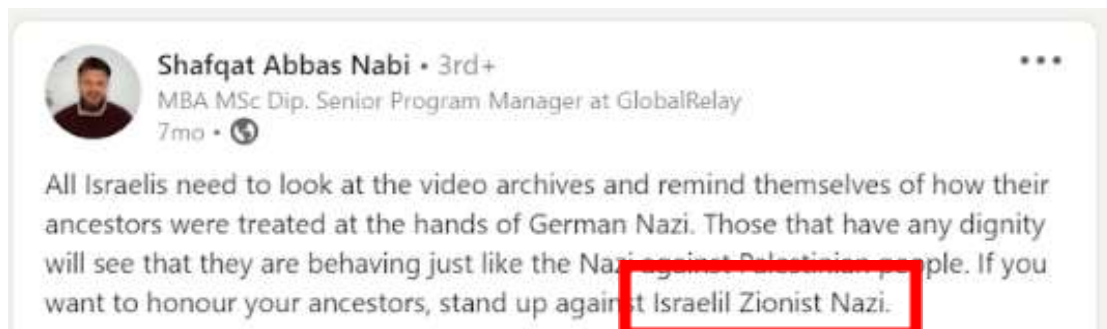 Shafqat Abbas Nabi • 3rd+
MBA MSc Dip. Senior Program Manager at GlobalRelay
7mo •
All Israelis need to look at the video archives and remind themselves of how their
ancestors were treated at the hands of German Nazi. Those that have any dignity
will see that they are behaving just like the Nazi against Palestinian people. If you
want to honour your ancestors, stand up against Israelil Zionist Nazi.